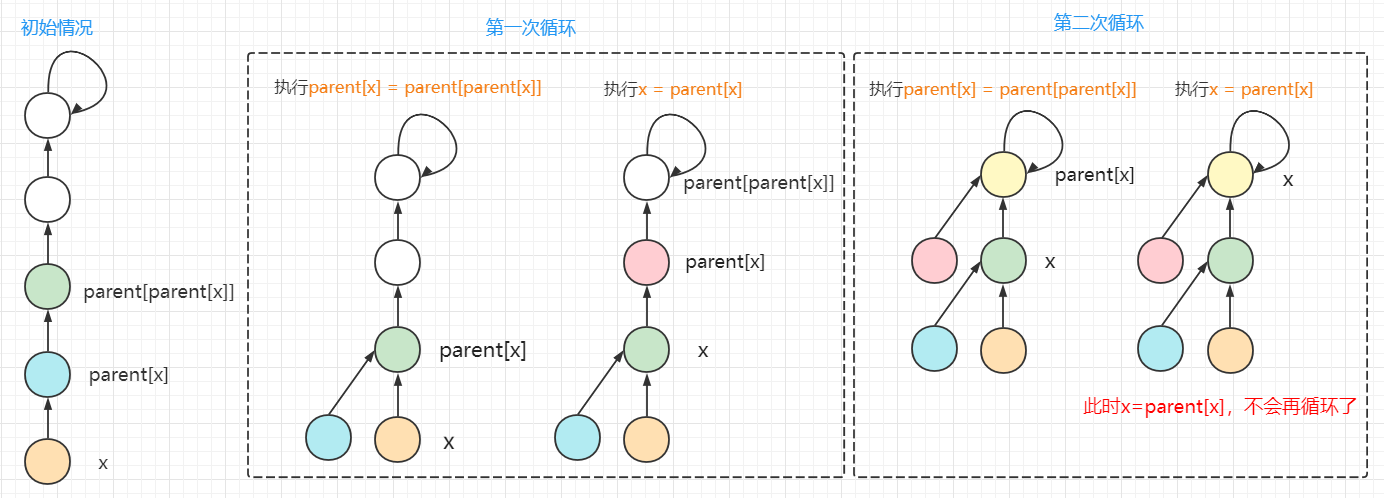 初始情况
parent[parent[x]]
parent[x]
x
第一次循环
执行parent[x] = parent[parent[x]]
parent[x]
x
执行x = parent[x]
parent[parent[x]]
parent[x]
x
第二次循环
执行parent[x] = parent[parent[x]]
parent[x]
x
执行x = parent[x]
x
此时x=parent[x]，不会再循环了